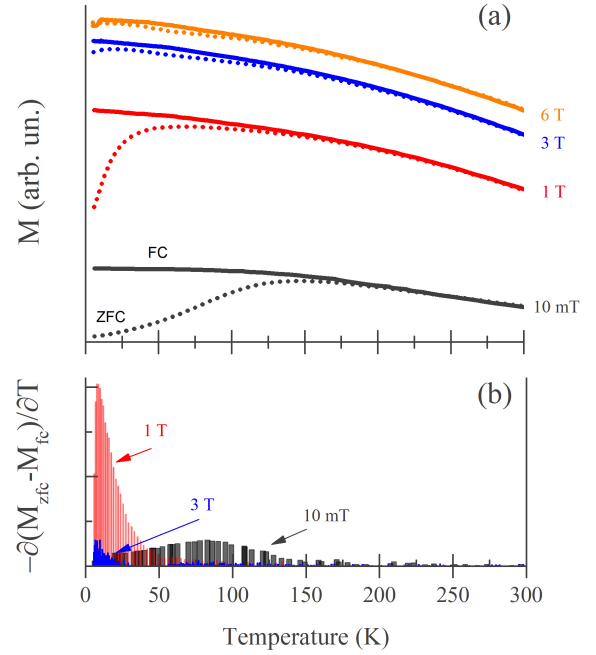 (a)
M (arb. un.)
6 T
3 T
1 T
FC
ZFC
10 mT
(b)
−∂(Mzfc-Mfc)/∂T
1 T
3 T
10 mT
0 50 100 150 200 250 300
Temperature (K)